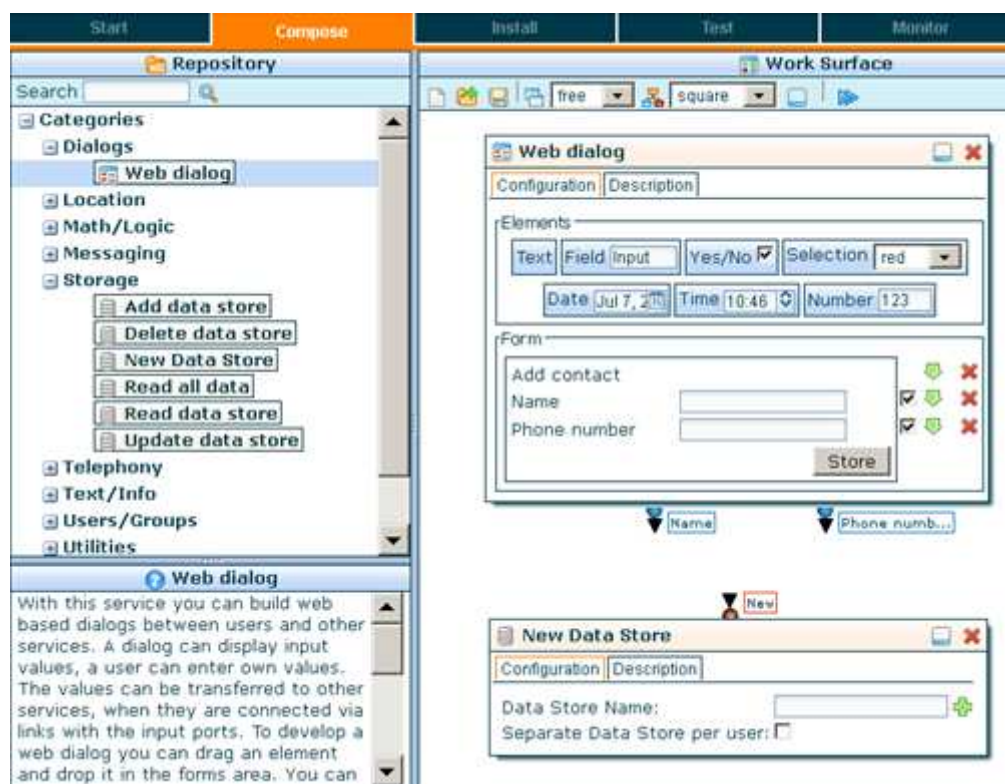 Start Compose Install Test Monitor
Repository
Search
Categories
Dialogs
Web dialog
Location
Math/Logic
Messaging
Storage
Add data store
Delete data store
New Data Store
Read all data
Read data store
Update data store
Telephony
Text/Info
Users/Groups
Utilities
Web dialog
With this service you can build web
based dialogs between users and other
services. A dialog can display input
values, a user can enter own values.
The values can be transferred to other
services, when they are connected via
links with the input ports. To develop a
web dialog you can drag an element
and drop it in the forms area. You can
Work Surface
free square
Web dialog
Configuration Description
Elements
Text Field Input Yes/No Selection red
Date Jul 7, 2 Time 10:46 Number 123
Form
Add contact
Name
Phone number
Store
Name Phone numb...
New
New Data Store
Configuration Description
Data Store Name:
Separate Data Store per user: